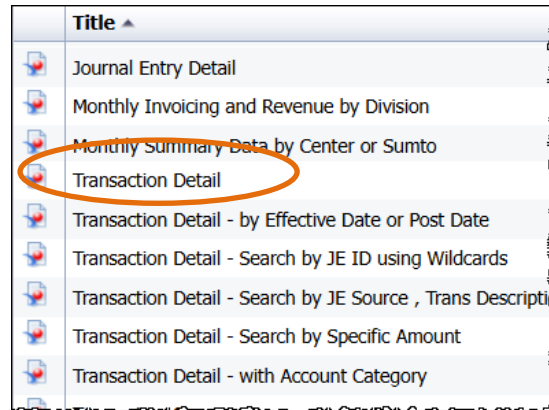 Title
Journal Entry Detail
Monthly Invoicing and Revenue by Division
Monthly Summary Data by Center or Sumto
Transaction Detail
Transaction Detail - by Effective Date or Post Date
Transaction Detail - Search by JE ID using Wildcards
Transaction Detail - Search by JE Source , Trans Descripti
Transaction Detail - Search by Specific Amount
Transaction Detail - with Account Category